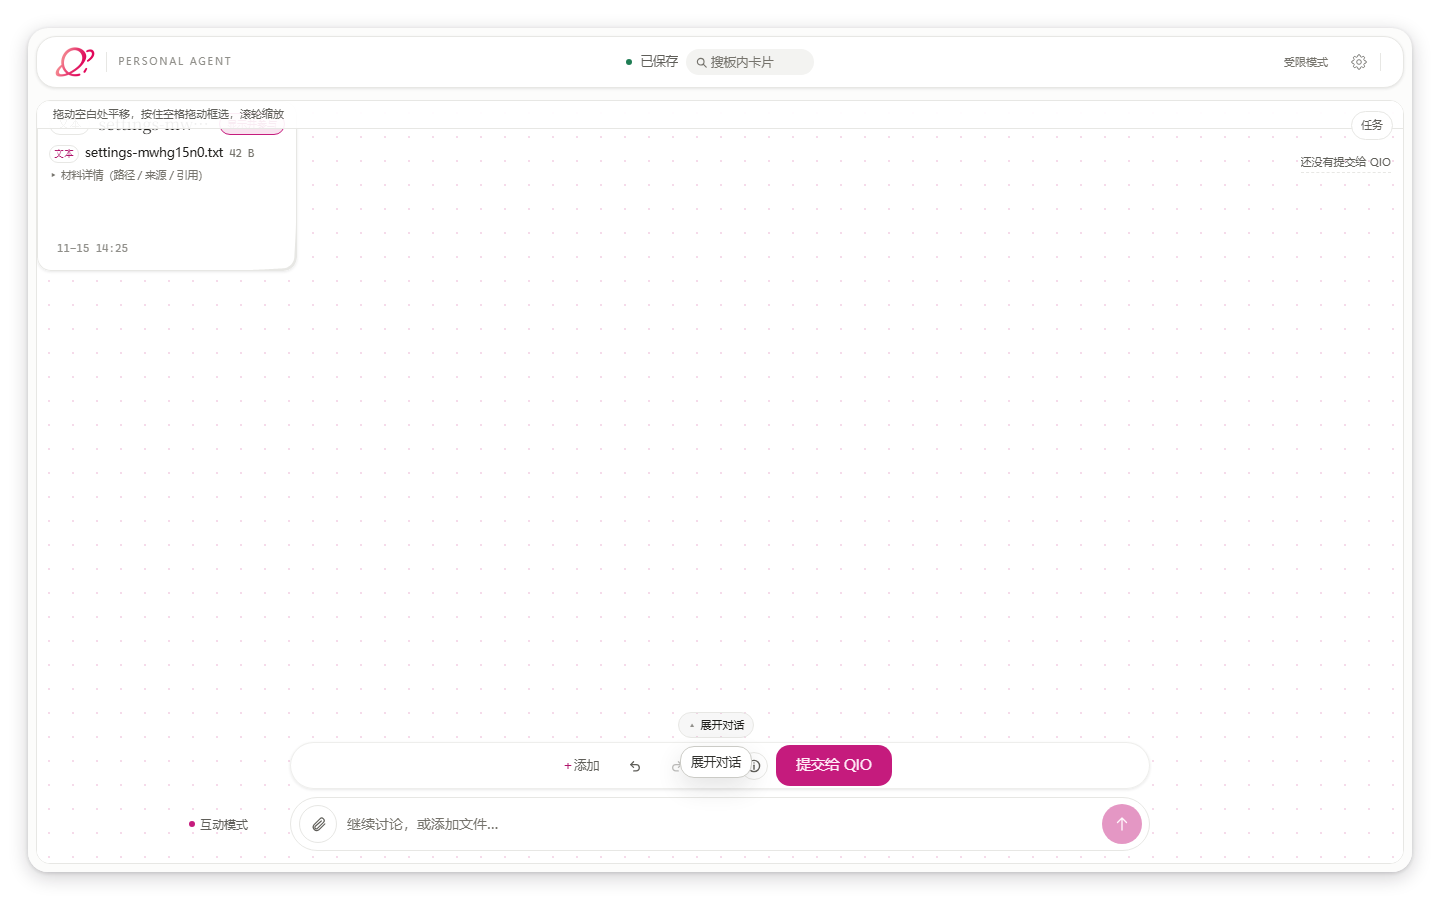 PERSONAL AGENT
已保存
搜板内卡片
受限模式
拖动空白处平移，按住空格拖动框选，滚轮缩放
任务
文本 settings-mwhg15n0.txt 42 B
材料详情（路径 / 来源 / 引用）
还没有提交给 QIO
11-15 14:25
展开对话
+添加
展开对话
提交给 QIO
互动模式
继续讨论，或添加文件...